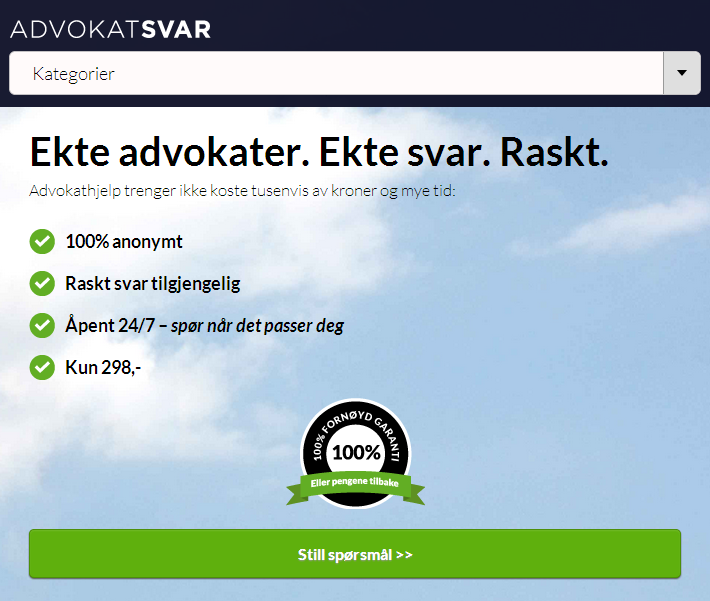 ADVOKATSVAR
Kategorier
Ekte advokater. Ekte svar. Raskt.
Advokathjelp trenger ikke koste tusenvis av kroner og mye tid:
100% anonymt
Raskt svar tilgjengelig
Åpent 24/7 – spør når det passer deg
Kun 298,-
100% FORNØYD GARANTI
100%
Eller pengene tilbake
Still spørsmål >>